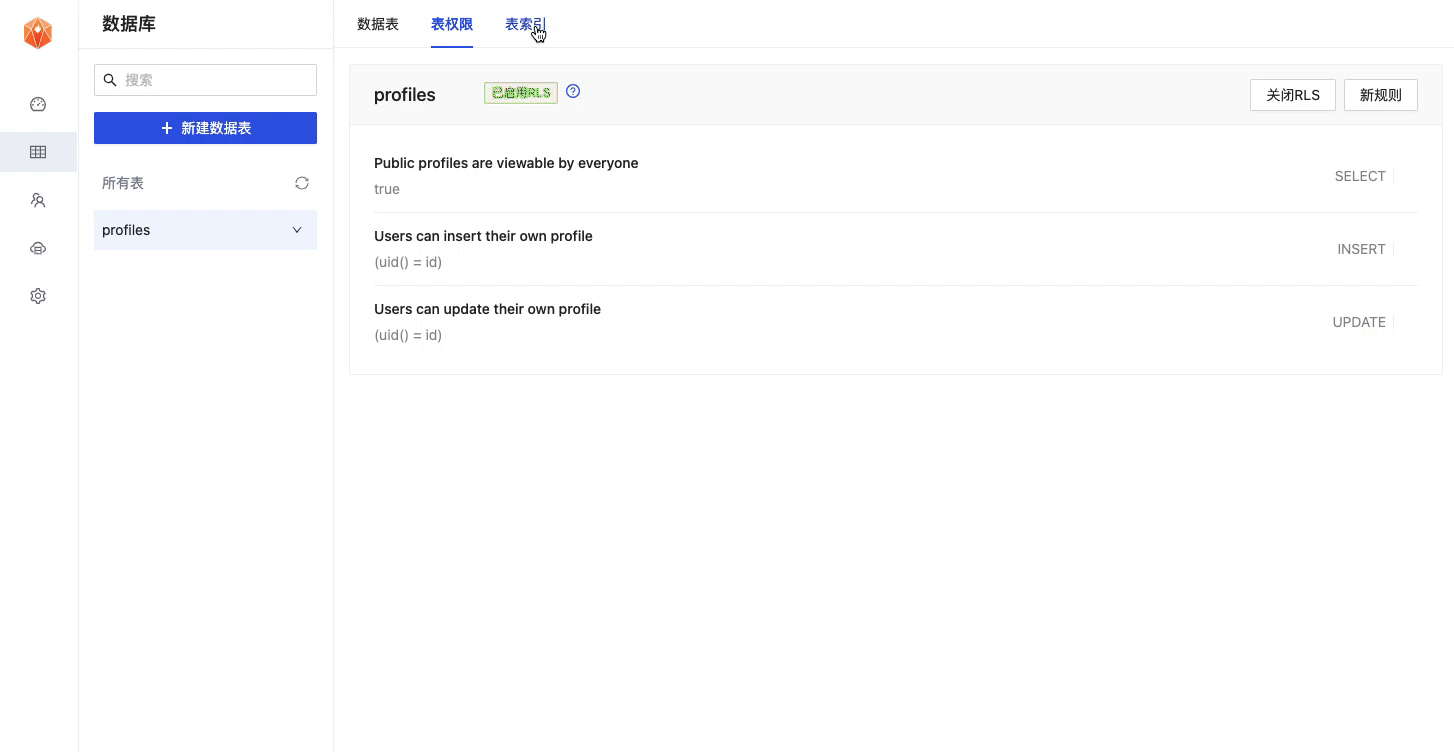 数据库
搜索
新建数据表
所有表
profiles
数据表 表权限 表索引
profiles 已启用RLS 关闭RLS 新规则
Public profiles are viewable by everyone
true
SELECT
Users can insert their own profile
(uid() = id)
INSERT
Users can update their own profile
(uid() = id)
UPDATE